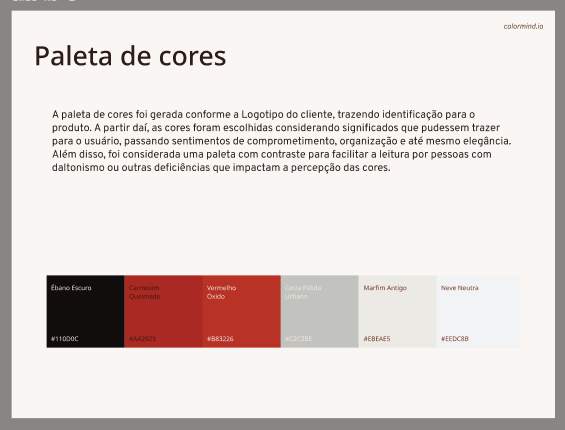 colormind.io
Paleta de cores
A paleta de cores foi gerada conforme a Logotipo do cliente, trazendo identificação para o
produto. A partir daí, as cores foram escolhidas considerando significados que pudessem trazer
para o usuário, passando sentimentos de comprometimento, organização e até mesmo elegância.
Além disso, foi considerada uma paleta com contraste para facilitar a leitura por pessoas com
daltonismo ou outras deficiências que impactam a percepção das cores.
Ébano Escuro
Carmesim
Queimado
Vermelho
Óxido
Cinza Pálido
Urbano
Marfim Antigo
Neve Neutra
#110D0C
#AA2923
#B83226
#C2C3BE
#EBEAE5
#EEDC8B